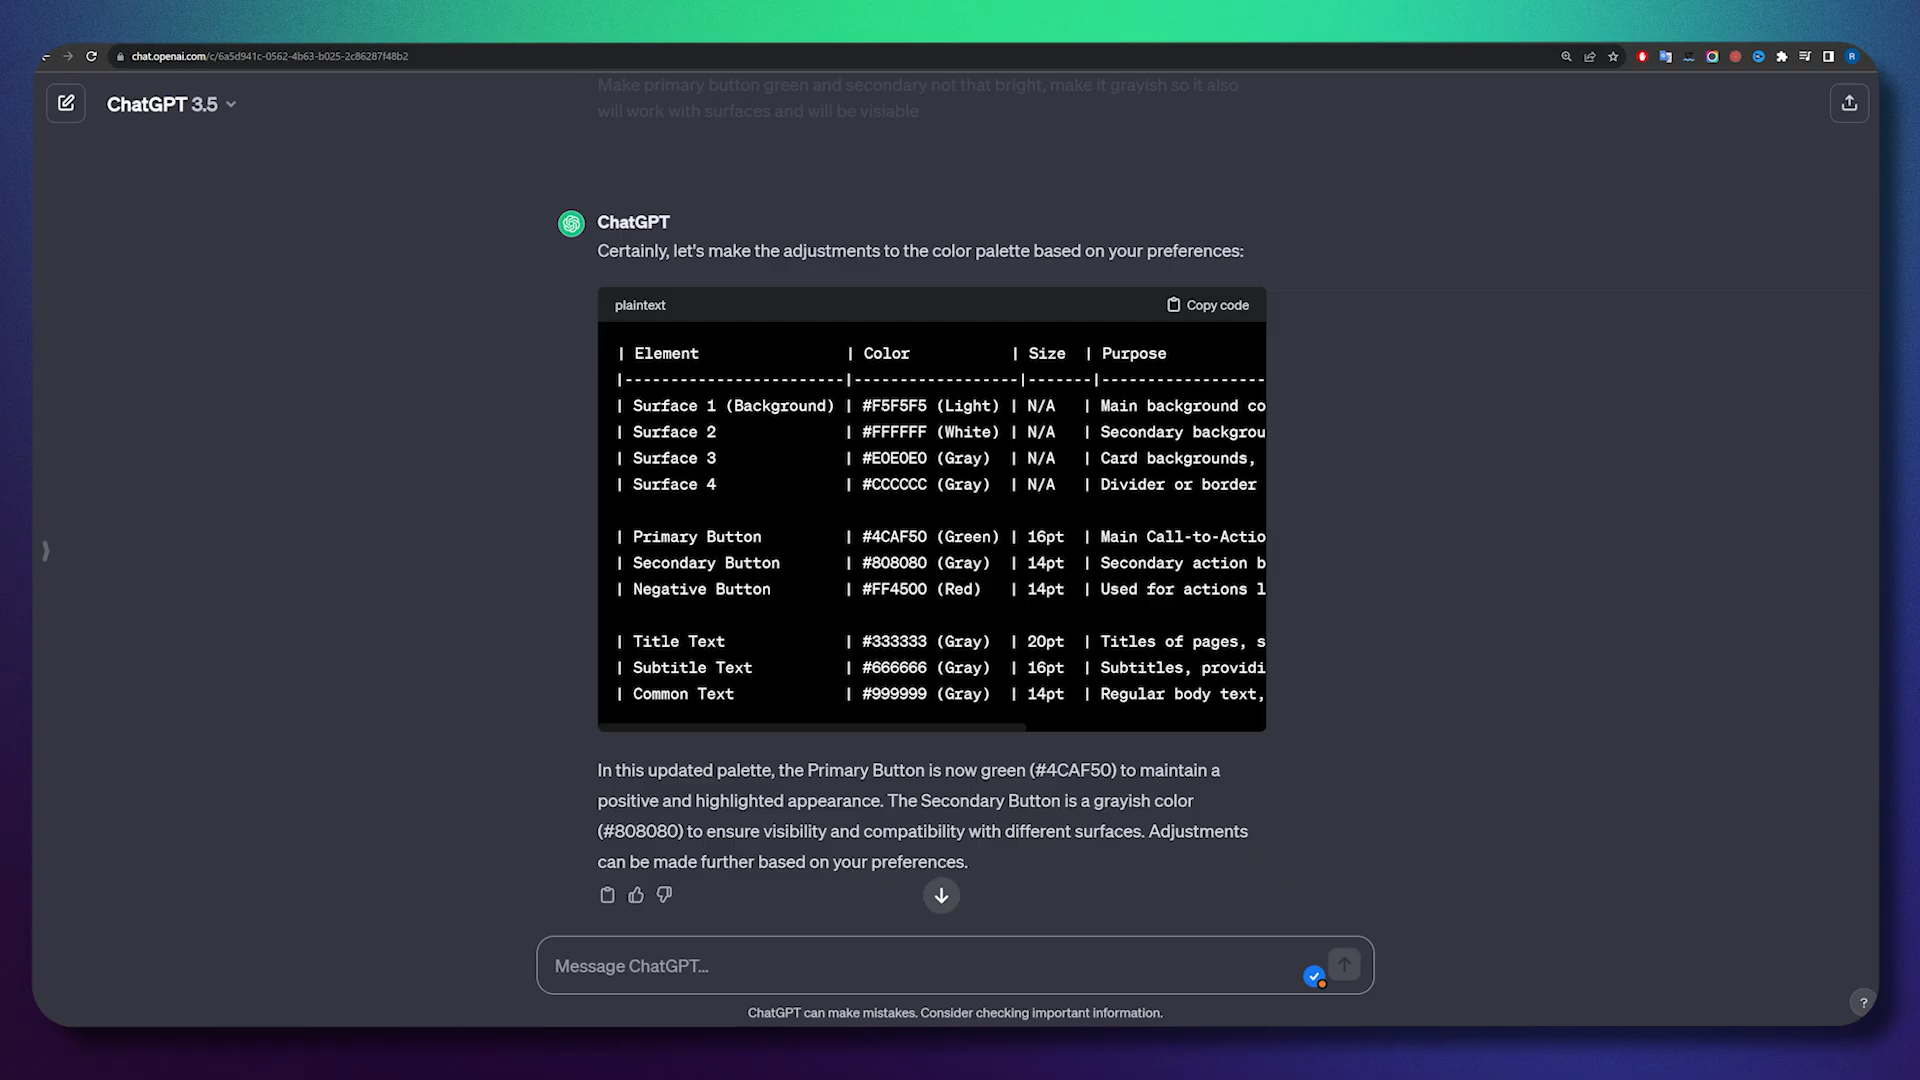 chat.openai.com/c/6a5d941c-0562-4b63-b025-2c86287f48b2
R
ChatGPT 3.5
Make primary button green and secondary not that bright, make it grayish so it also
will work with surfaces and will be visiable
ChatGPT
Certainly, let's make the adjustments to the color palette based on your preferences:
plaintext Copy code
| Element | Color | Size | Purpose
|------------------------|------------------|-------|------------------
| Surface 1 (Background) | #F5F5F5 (Light) | N/A | Main background co
| Surface 2 | #FFFFFF (White) | N/A | Secondary backgrou
| Surface 3 | #E0E0E0 (Gray) | N/A | Card backgrounds,
| Surface 4 | #CCCCCC (Gray) | N/A | Divider or border
| Primary Button | #4CAF50 (Green) | 16pt | Main Call-to-Actio
| Secondary Button | #808080 (Gray) | 14pt | Secondary action b
| Negative Button | #FF4500 (Red) | 14pt | Used for actions l
| Title Text | #333333 (Gray) | 20pt | Titles of pages, s
| Subtitle Text | #666666 (Gray) | 16pt | Subtitles, providi
| Common Text | #999999 (Gray) | 14pt | Regular body text,
In this updated palette, the Primary Button is now green (#4CAF50) to maintain a
positive and highlighted appearance. The Secondary Button is a grayish color
(#808080) to ensure visibility and compatibility with different surfaces. Adjustments
can be made further based on your preferences.
Message ChatGPT...
ChatGPT can make mistakes. Consider checking important information.
?